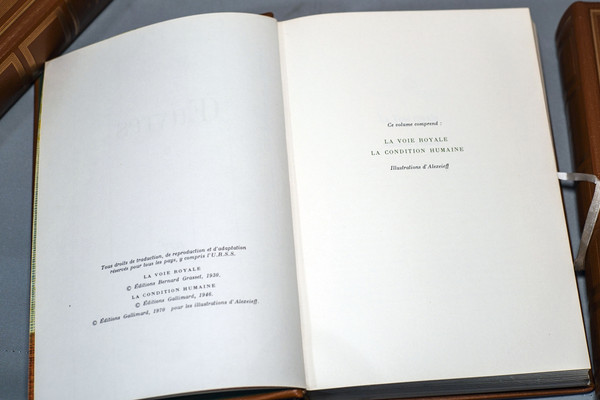 Tous droits de traduction, de reproduction et d'adaptation
réservés pour tous les pays, y compris l'U.R.S.S.
LA VOIE ROYALE
© Éditions Bernard Grasset, 1930.
LA CONDITION HUMAINE
© Éditions Gallimard, 1946.
© Éditions Gallimard, 1970 pour les illustrations d'Alexeieff.
Ce volume comprend :
LA VOIE ROYALE
LA CONDITION HUMAINE
Illustrations d'Alexeieff